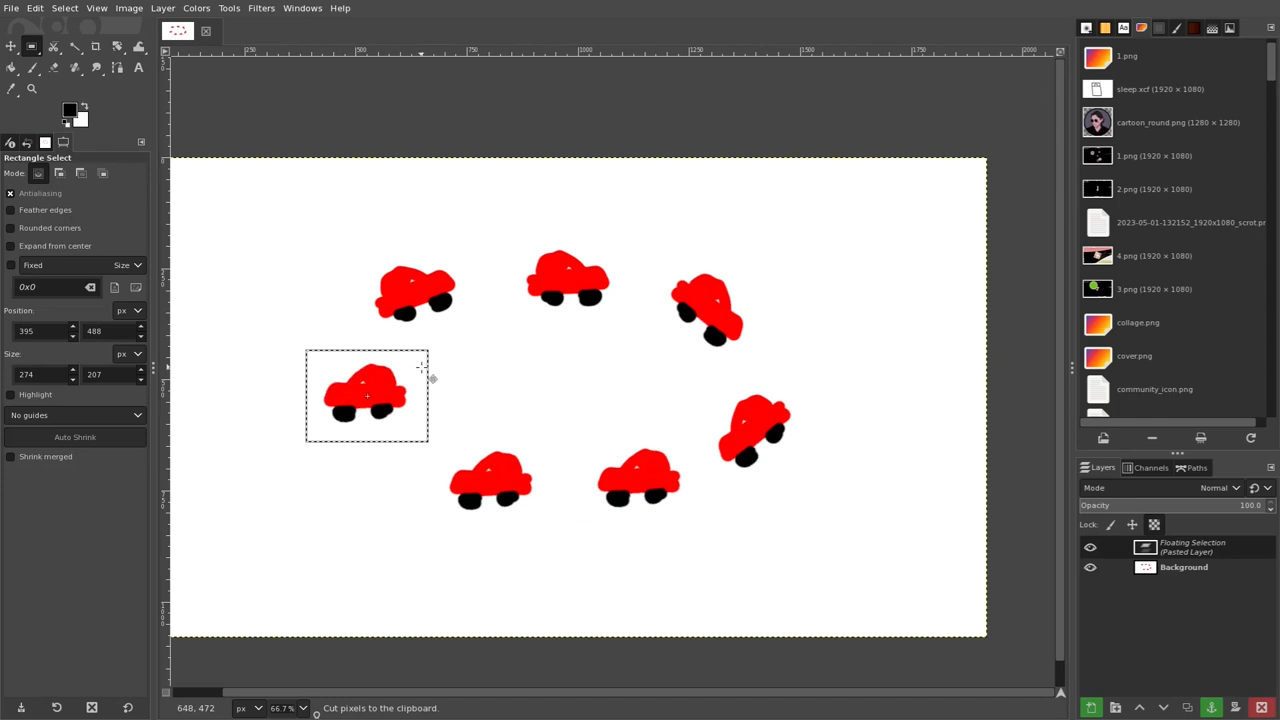 File Edit Select View Image Layer Colors Tools Filters Windows Help
Rectangle Select
Mode:
Antialiasing
Feather edges
Rounded corners
Expand from center
Fixed Size
0x0
Position: px
395 488
Size: px
274 207
Highlight
No guides
Auto Shrink
Shrink merged
250 500 750 1000 1250 1500 1750 2000
648, 472 px 66.7 % Cut pixels to the clipboard.
1.png
sleep.xcf (1920 × 1080)
cartoon_round.png (1280 × 1280)
1.png (1920 × 1080)
2.png (1920 × 1080)
2023-05-01-132152_1920x1080_scrot.pr
4.png (1920 × 1080)
3.png (1920 × 1080)
collage.png
cover.png
community_icon.png
Layers Channels Paths
Mode Normal
Opacity 100.0
Lock:
Floating Selection
(Pasted Layer)
Background